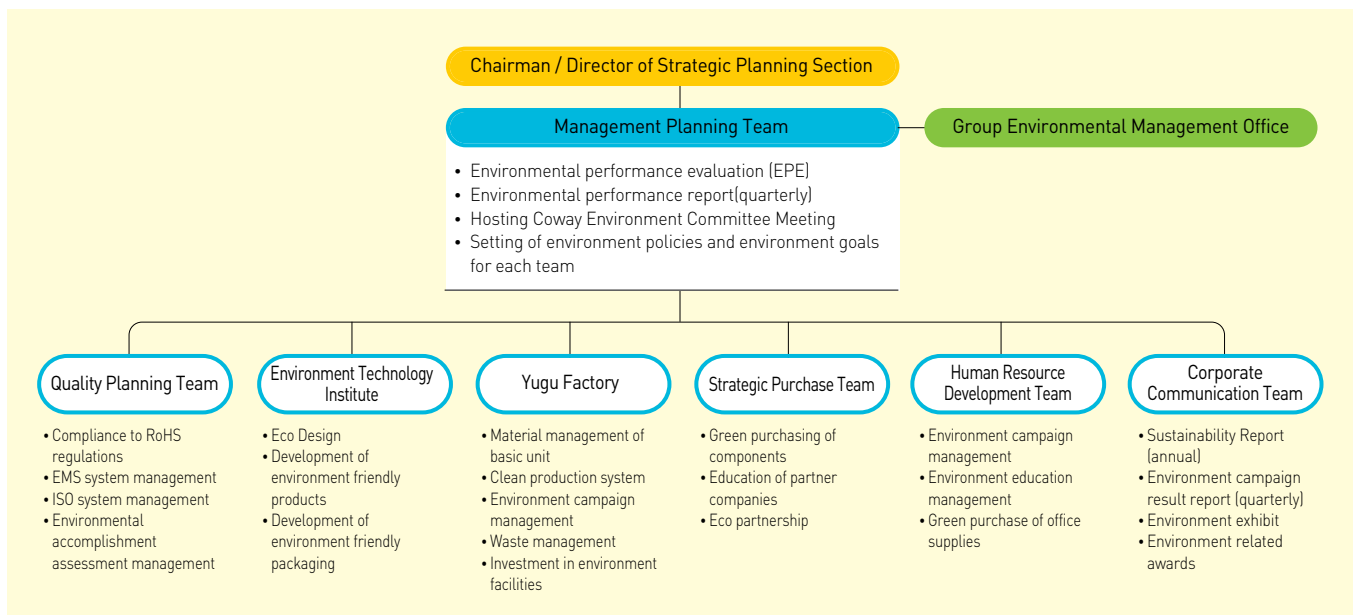 Chairman / Director of Strategic Planning Section
Management Planning Team
Group Environmental Management Office
• Environmental performance evaluation (EPE)
• Environmental performance report(quarterly)
• Hosting Coway Environment Committee Meeting
• Setting of environment policies and environment goals
for each team
Quality Planning Team
• Compliance to RoHS
regulations
• EMS system management
• ISO system management
• Environmental
accomplishment
assessment management
Environment Technology
Institute
• Eco Design
• Development of
environment friendly
products
• Development of
environment friendly
packaging
Yugu Factory
• Material management of
basic unit
• Clean production system
• Environment campaign
management
• Waste management
• Investment in environment
facilities
Strategic Purchase Team
• Green purchasing of
components
• Education of partner
companies
• Eco partnership
Human Resource
Development Team
• Environment campaign
management
• Environment education
management
• Green purchase of office
supplies
Corporate
Communication Team
• Sustainability Report
(annual)
• Environment campaign
result report (quarterly)
• Environment exhibit
• Environment related
awards